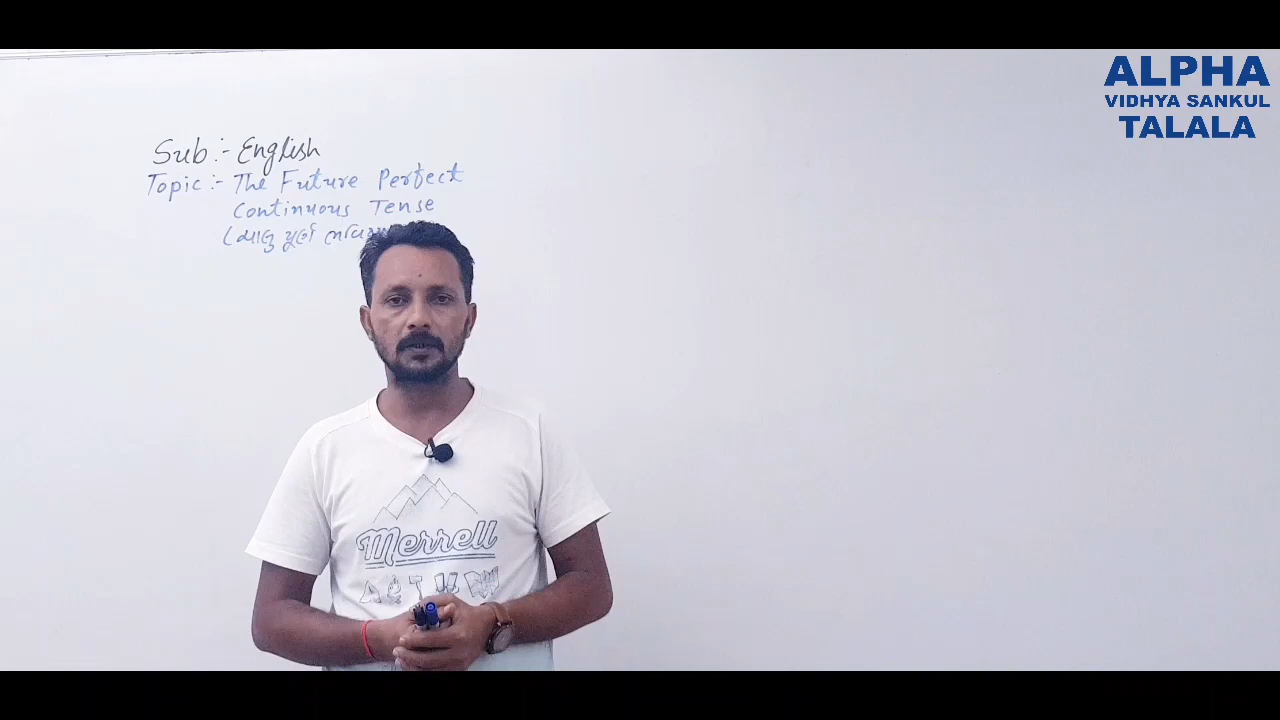 ALPHA
VIDHYA SANKUL
TALALA
Sub :- English
Topic :- The Future Perfect
Continuous Tense
(ચાલુ પૂર્ણ
Merrell